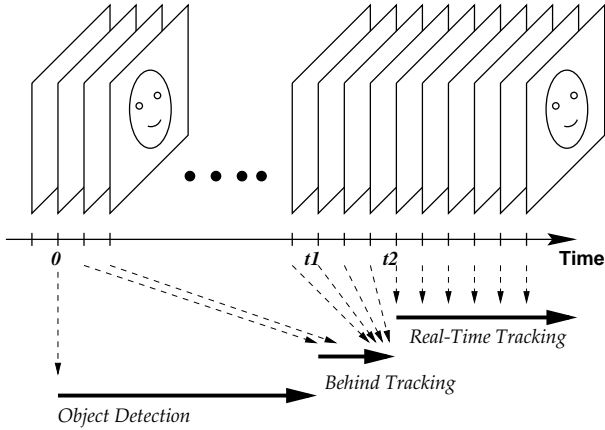 0
t1
t2
Time
Real-Time Tracking
Behind Tracking
Object Detection